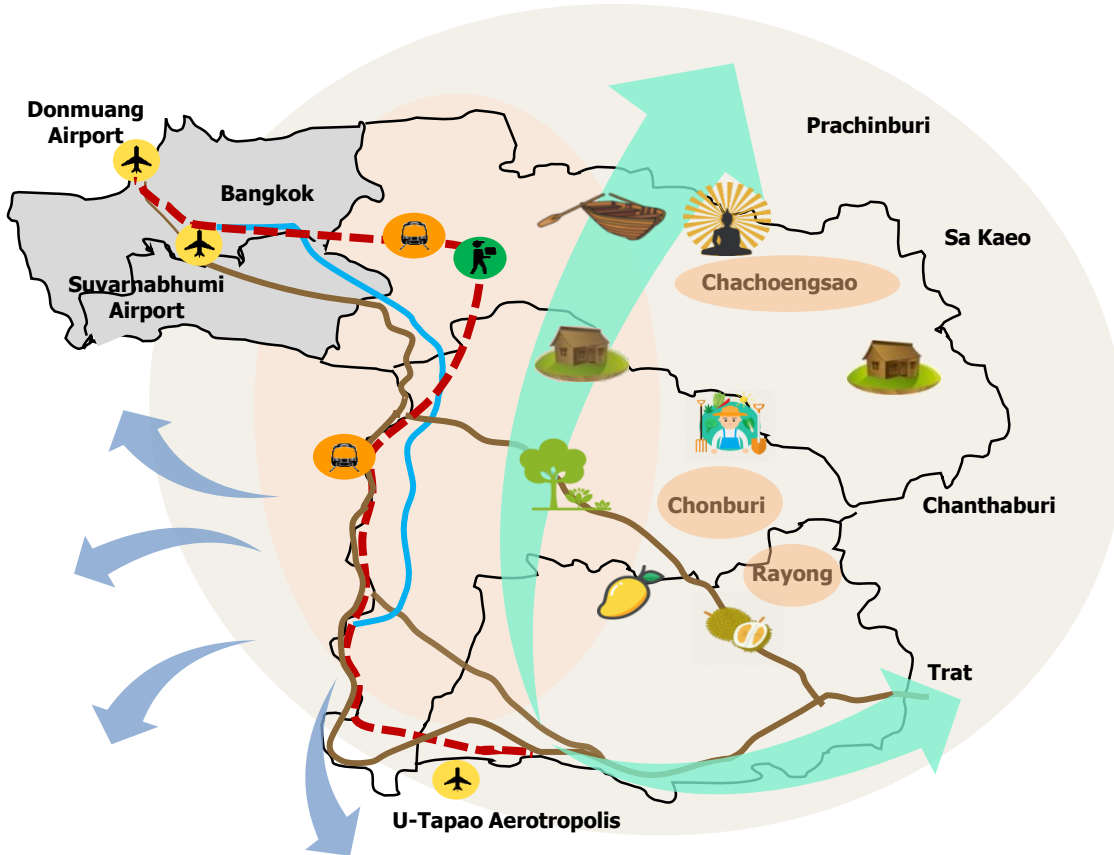 Donmuang
Airport
Prachinburi
Bangkok
Sa Kaeo
Suvarnabhumi
Airport
Chachoengsao
Chonburi
Chanthaburi
Rayong
Trat
U-Tapao Aerotropolis